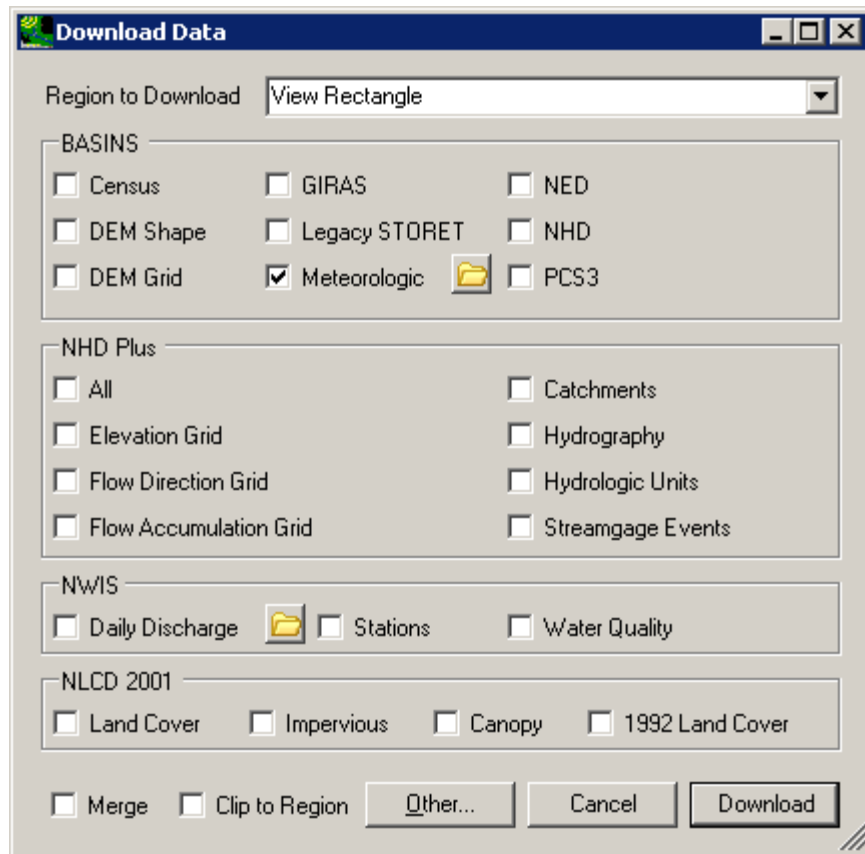 Download Data
Region to Download View Rectangle
BASINS
Census GIRAS NED
DEM Shape Legacy STORET NHD
DEM Grid Meteorologic PCS3
NHD Plus
All Catchments
Elevation Grid Hydrography
Flow Direction Grid Hydrologic Units
Flow Accumulation Grid Streamgage Events
NWIS
Daily Discharge Stations Water Quality
NLCD 2001
Land Cover Impervious Canopy 1992 Land Cover
Merge Clip to Region Other... Cancel Download